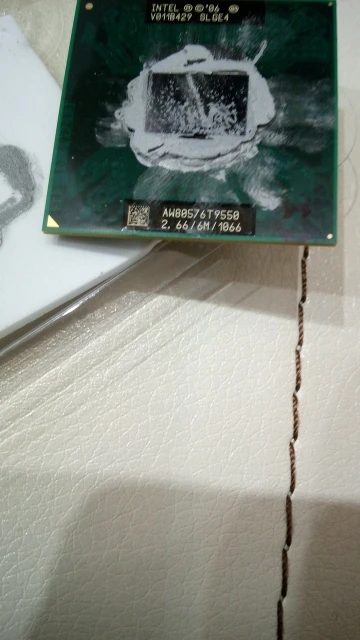 INTEL Ⓜ©'06
V011B429 SLGE4
AW80576T9550
2.66/6M/1066